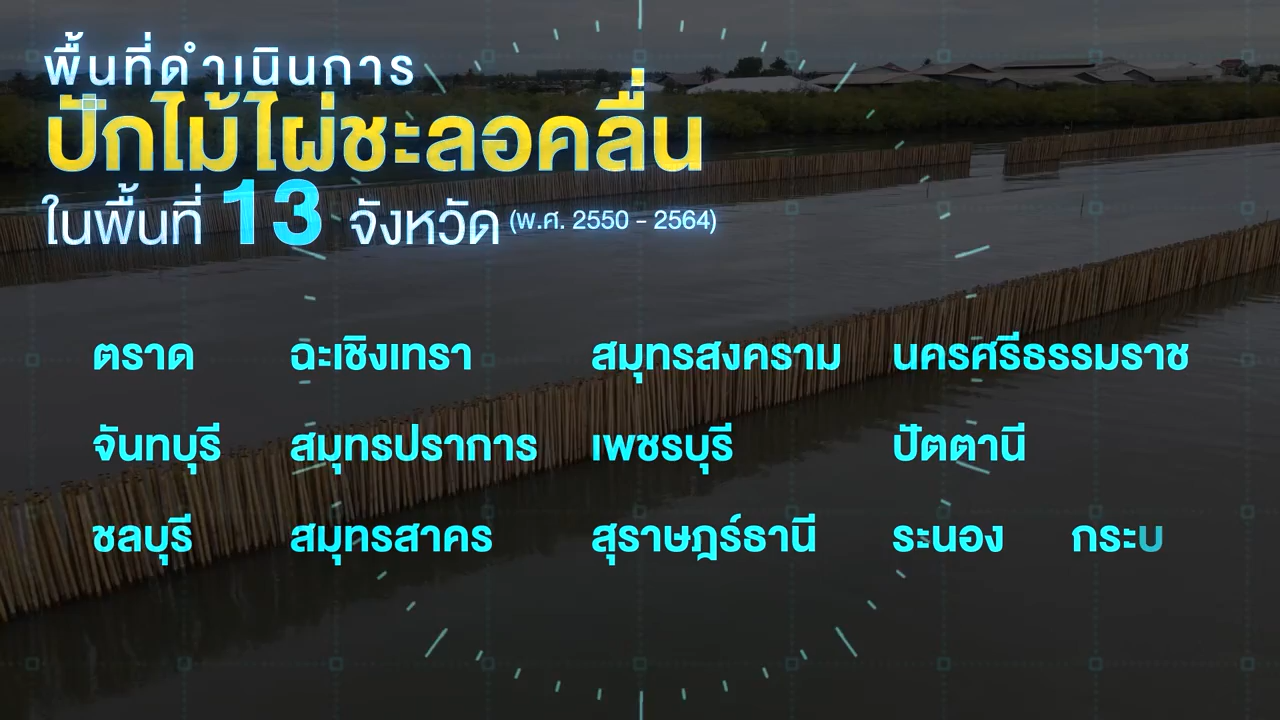 พื้นที่ดำเนินการ
ปักไม้ไผ่ชะลอคลื่น
ในพื้นที่ 13 จังหวัด (พ.ศ. 2550 - 2564)
ตราด ฉะเชิงเทรา สมุทรสงคราม นครศรีธรรมราช
จันทบุรี สมุทรปราการ เพชรบุรี ปัตตานี
ชลบุรี สมุทรสาคร สุราษฎร์ธานี ระนอง กระบ